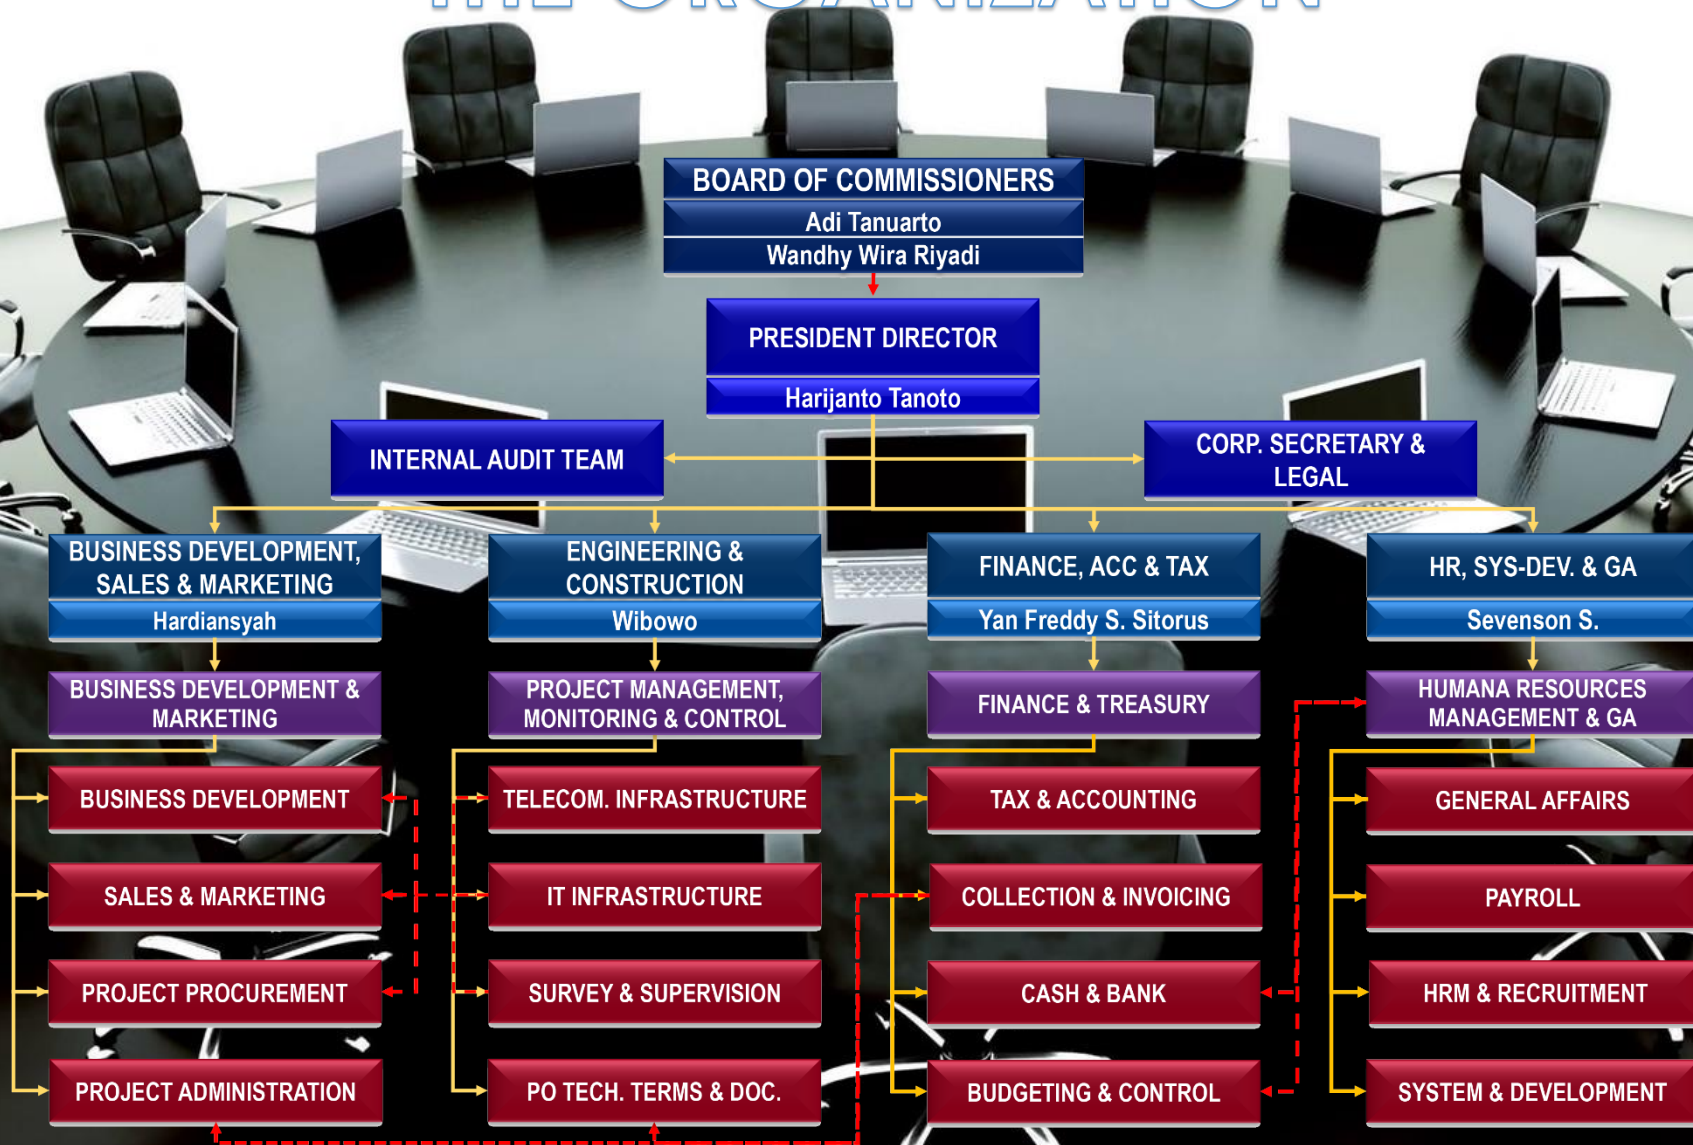 THE ORGANIZATION
BOARD OF COMMISSIONERS
Adi Tanuarto
Wandhy Wira Riyadi
PRESIDENT DIRECTOR
Harijanto Tanoto
INTERNAL AUDIT TEAM
CORP. SECRETARY &
LEGAL
BUSINESS DEVELOPMENT,
SALES & MARKETING
Hardiansyah
ENGINEERING &
CONSTRUCTION
Wibowo
FINANCE, ACC & TAX
Yan Freddy S. Sitorus
HR, SYS-DEV. & GA
Sevenson S.
BUSINESS DEVELOPMENT &
MARKETING
PROJECT MANAGEMENT,
MONITORING & CONTROL
FINANCE & TREASURY
HUMANA RESOURCES
MANAGEMENT & GA
BUSINESS DEVELOPMENT
TELECOM. INFRASTRUCTURE
TAX & ACCOUNTING
GENERAL AFFAIRS
SALES & MARKETING
IT INFRASTRUCTURE
COLLECTION & INVOICING
PAYROLL
PROJECT PROCUREMENT
SURVEY & SUPERVISION
CASH & BANK
HRM & RECRUITMENT
PROJECT ADMINISTRATION
PO TECH. TERMS & DOC.
BUDGETING & CONTROL
SYSTEM & DEVELOPMENT